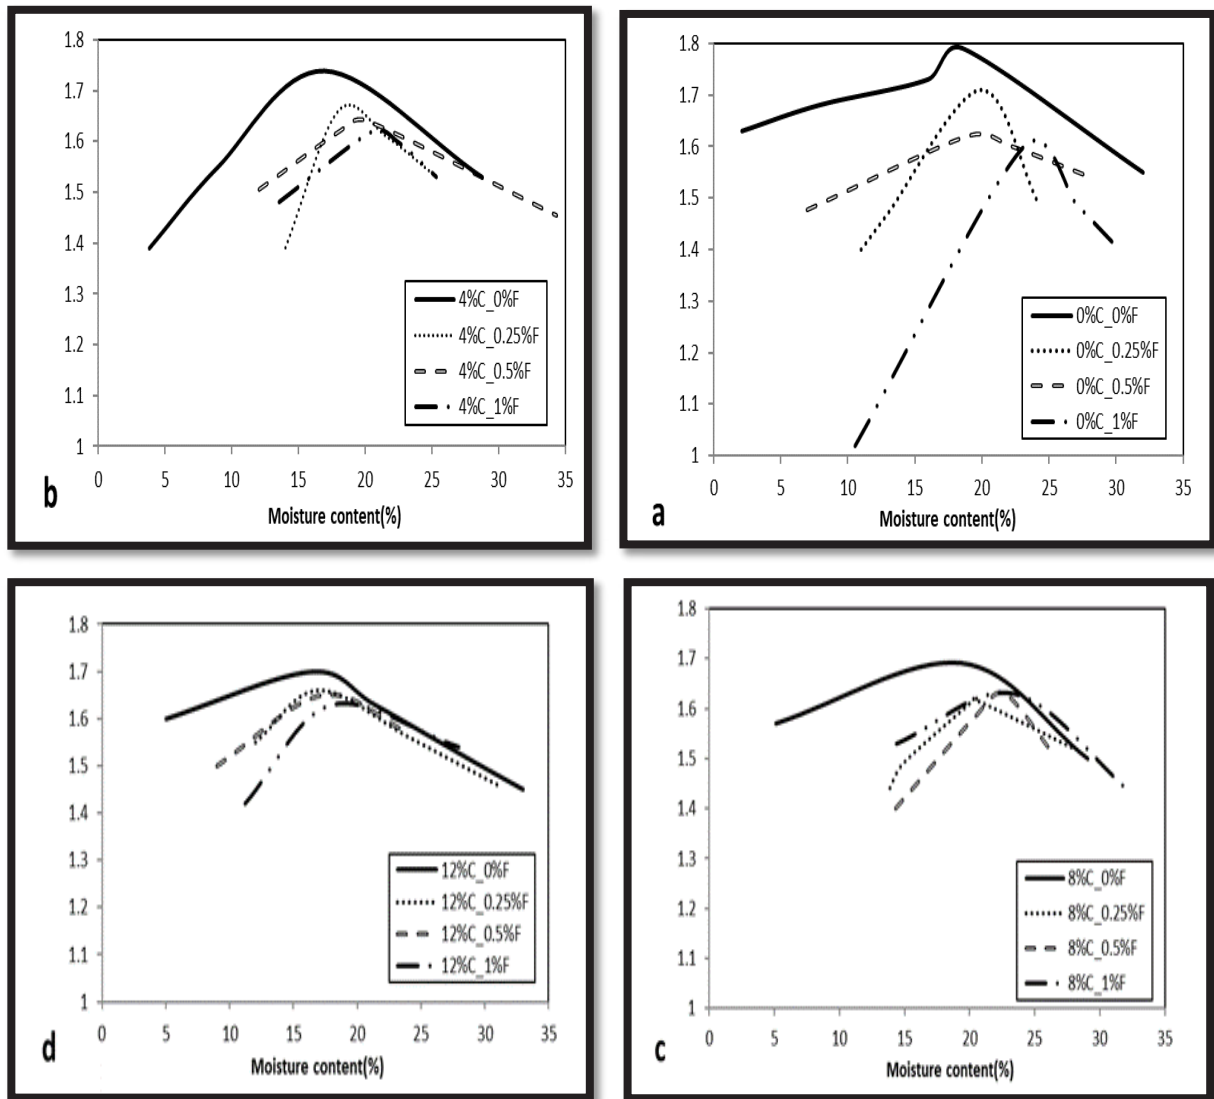 1.8
1.7
1.6
1.5
1.4
1.3
1.2
1.1
1
0 5 10 15 20 25 30 35
Moisture content(%)
4%C_0%F
4%C_0.25%F
4%C_0.5%F
4%C_1%F
b
1.8
1.7
1.6
1.5
1.4
1.3
1.2
1.1
1
0 5 10 15 20 25 30 35
Moisture content(%)
0%C_0%F
0%C_0.25%F
0%C_0.5%F
0%C_1%F
a
1.8
1.7
1.6
1.5
1.4
1.3
1.2
1.1
1
0 5 10 15 20 25 30 35
Moisture content(%)
12%C_0%F
12%C_0.25%F
12%C_0.5%F
12%C_1%F
d
1.8
1.7
1.6
1.5
1.4
1.3
1.2
1.1
1
0 5 10 15 20 25 30 35
Moisture content(%)
8%C_0%F
8%C_0.25%F
8%C_0.5%F
8%C_1%F
c